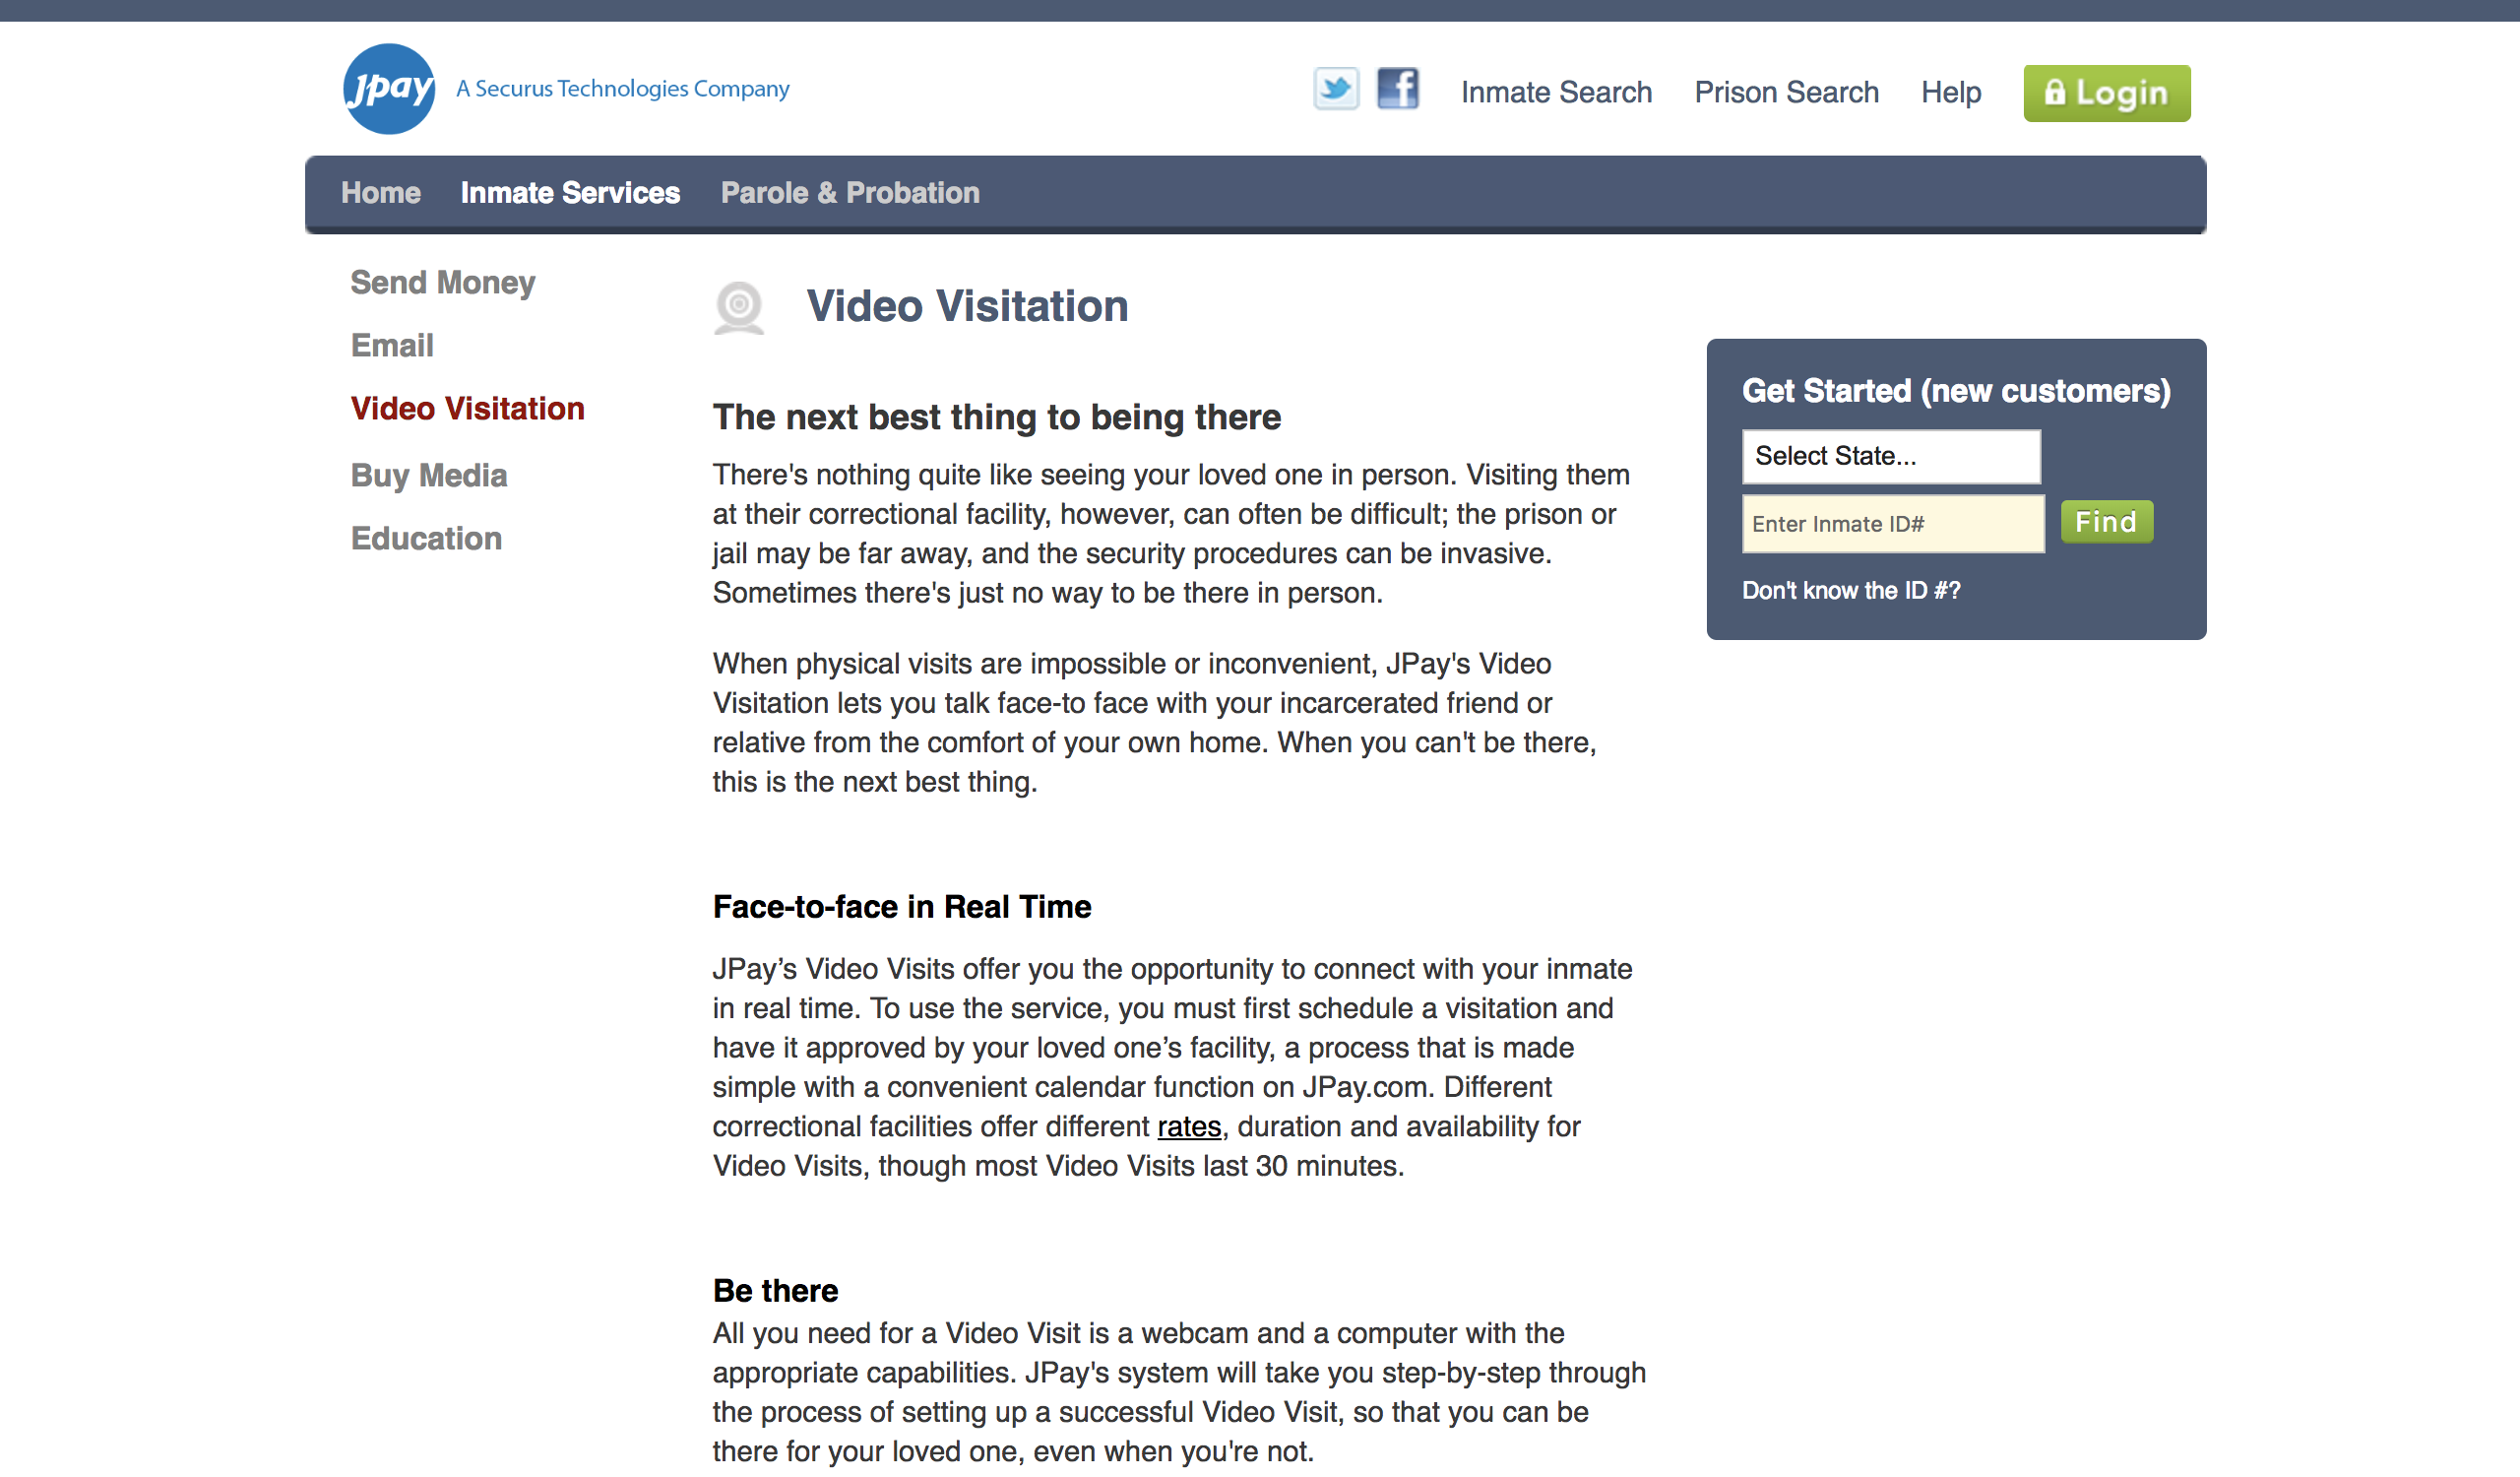 Jpay
A Securus Technologies Company
Inmate Search
Prison Search
Help
Login
Home
Inmate Services
Parole & Probation
Send Money
Email
Video Visitation
Buy Media
Education
Video Visitation
The next best thing to being there
There's nothing quite like seeing your loved one in person. Visiting them
at their correctional facility, however, can often be difficult; the prison or
jail may be far away, and the security procedures can be invasive.
Sometimes there's just no way to be there in person.
When physical visits are impossible or inconvenient, JPay's Video
Visitation lets you talk face-to face with your incarcerated friend or
relative from the comfort of your own home. When you can't be there,
this is the next best thing.
Face-to-face in Real Time
JPay’s Video Visits offer you the opportunity to connect with your inmate
in real time. To use the service, you must first schedule a visitation and
have it approved by your loved one’s facility, a process that is made
simple with a convenient calendar function on JPay.com. Different
correctional facilities offer different rates, duration and availability for
Video Visits, though most Video Visits last 30 minutes.
Be there
All you need for a Video Visit is a webcam and a computer with the
appropriate capabilities. JPay's system will take you step-by-step through
the process of setting up a successful Video Visit, so that you can be
there for your loved one, even when you're not.
Get Started (new customers)
Select State...
Enter Inmate ID#
Find
Don't know the ID #?